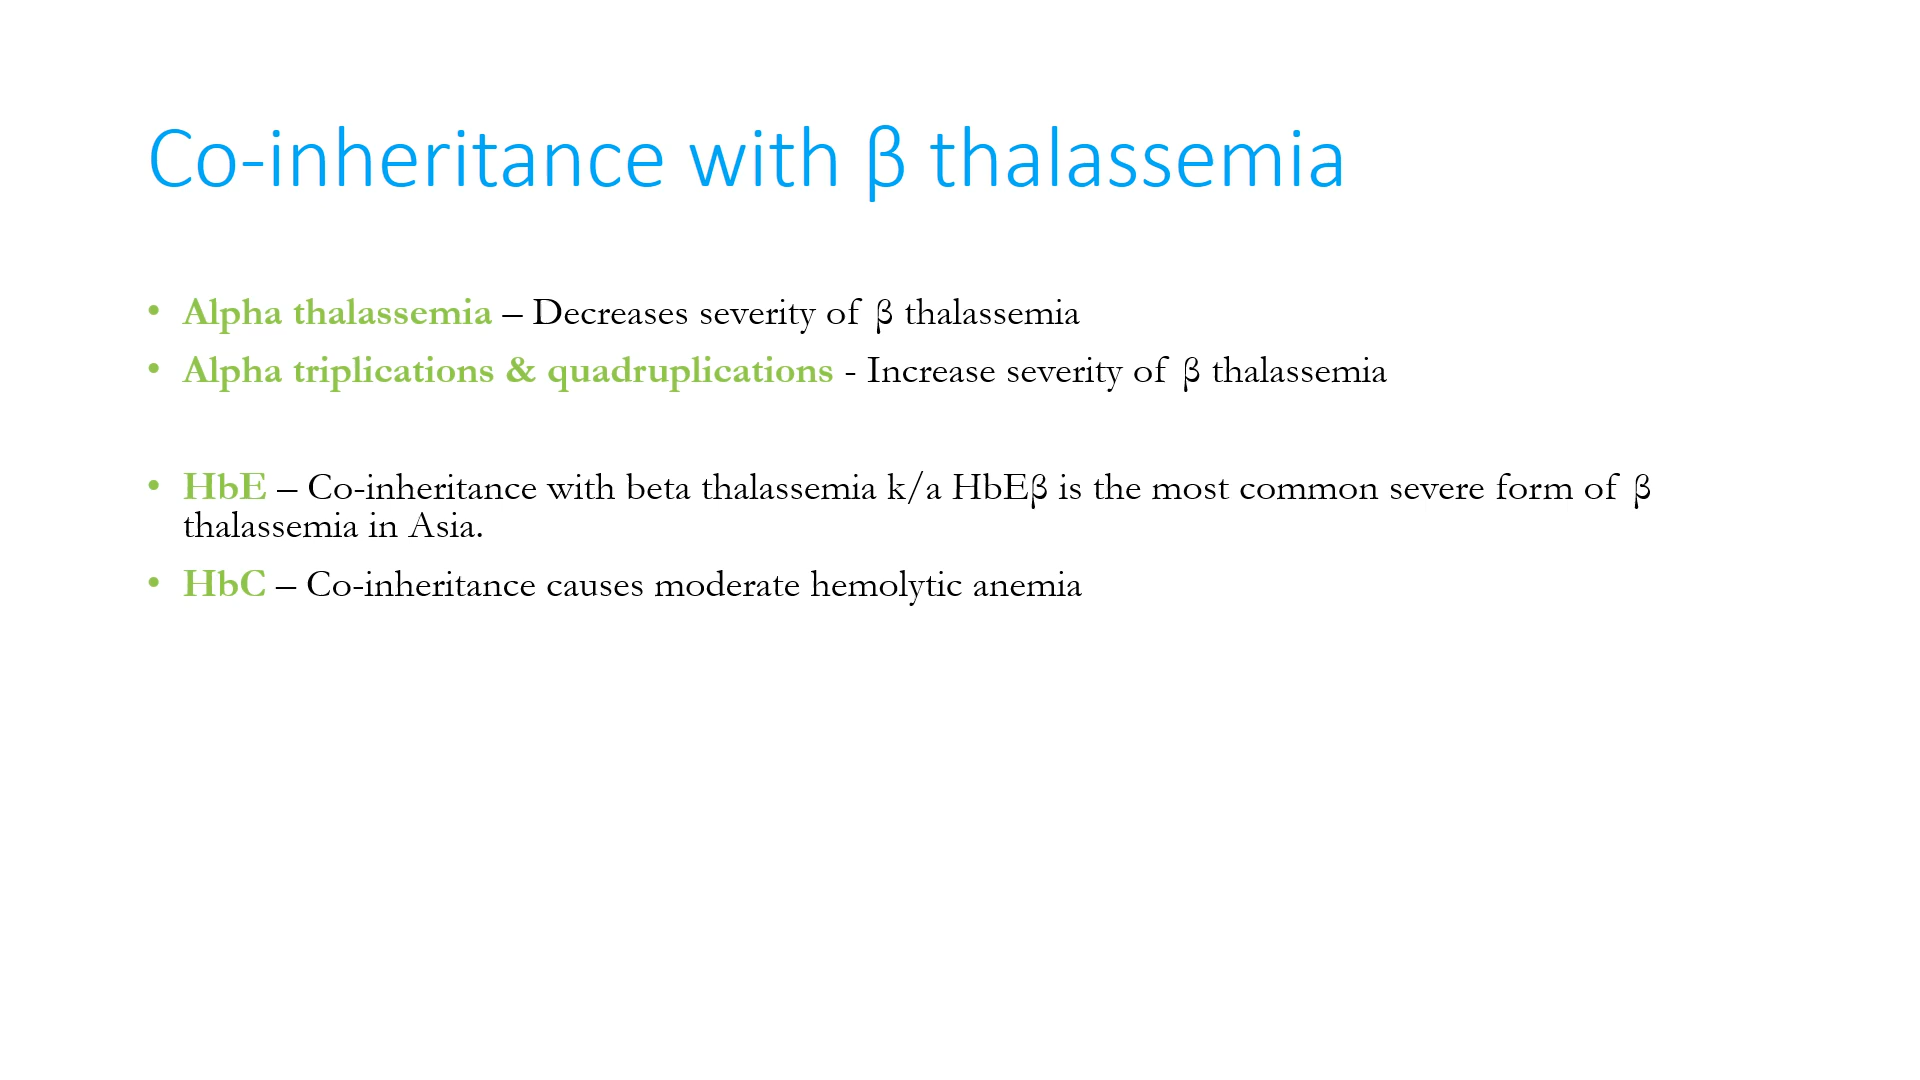 Co-inheritance with β thalassemia
• Alpha thalassemia – Decreases severity of β thalassemia
• Alpha triplications & quadruplications - Increase severity of β thalassemia
• HbE – Co-inheritance with beta thalassemia k/a HbEβ is the most common severe form of β
thalassemia in Asia.
• HbC – Co-inheritance causes moderate hemolytic anemia